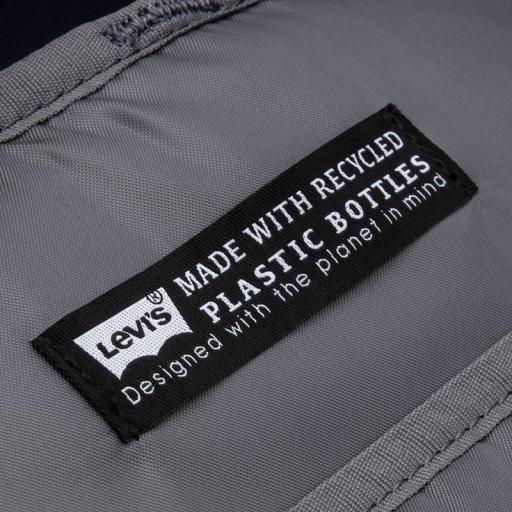 Levi's®
MADE WITH RECYCLED
PLASTIC BOTTLES
Designed with the planet in mind